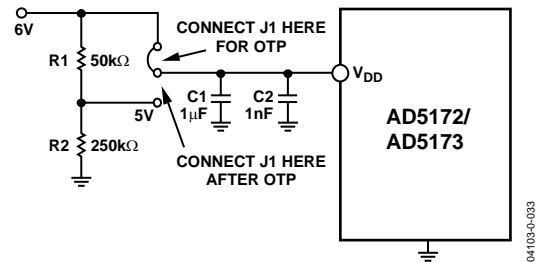 6V
CONNECT J1 HERE
FOR OTP
R1
50kΩ
VDD
5V
C1
1μF
C2
1nF
AD5172/
AD5173
R2
250kΩ
CONNECT J1 HERE
AFTER OTP
04103-0-033